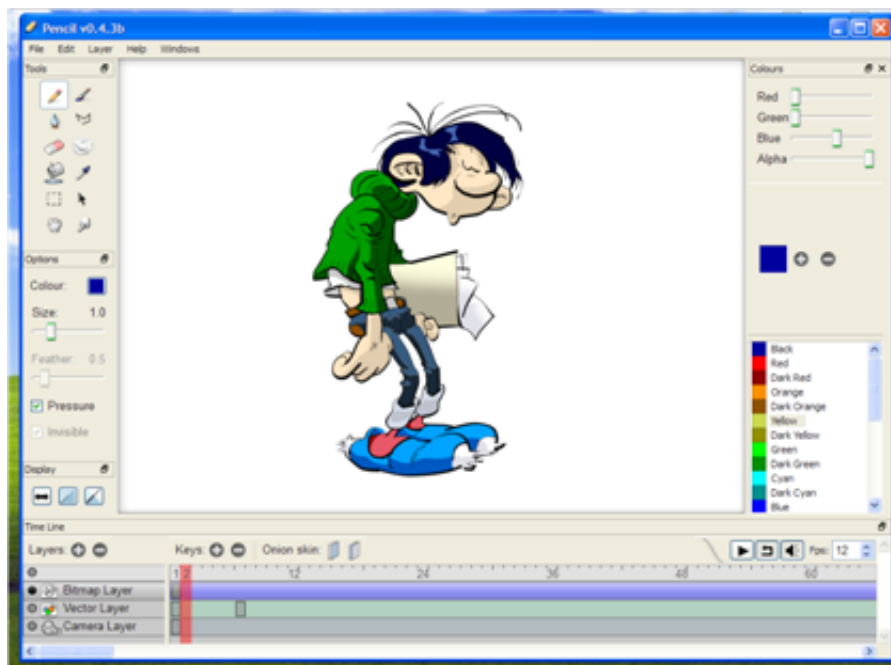 Pencil v0.4.3b
File Edit Layer Help Windows
Tools
Colours
Red
Green
Blue
Alpha
Options
Colour:
Size: 1.0
Feather: 0.5
Pressure
Invisible
Display
Black
Red
Dark Red
Orange
Dark Orange
Yellow
Dark Yellow
Green
Dark Green
Cyan
Dark Cyan
Blue
Time Line
Layers: Keys: Onion skin: Fps: 12
1 2 12 24 36 48 60
Bitmap Layer
Vector Layer
Camera Layer